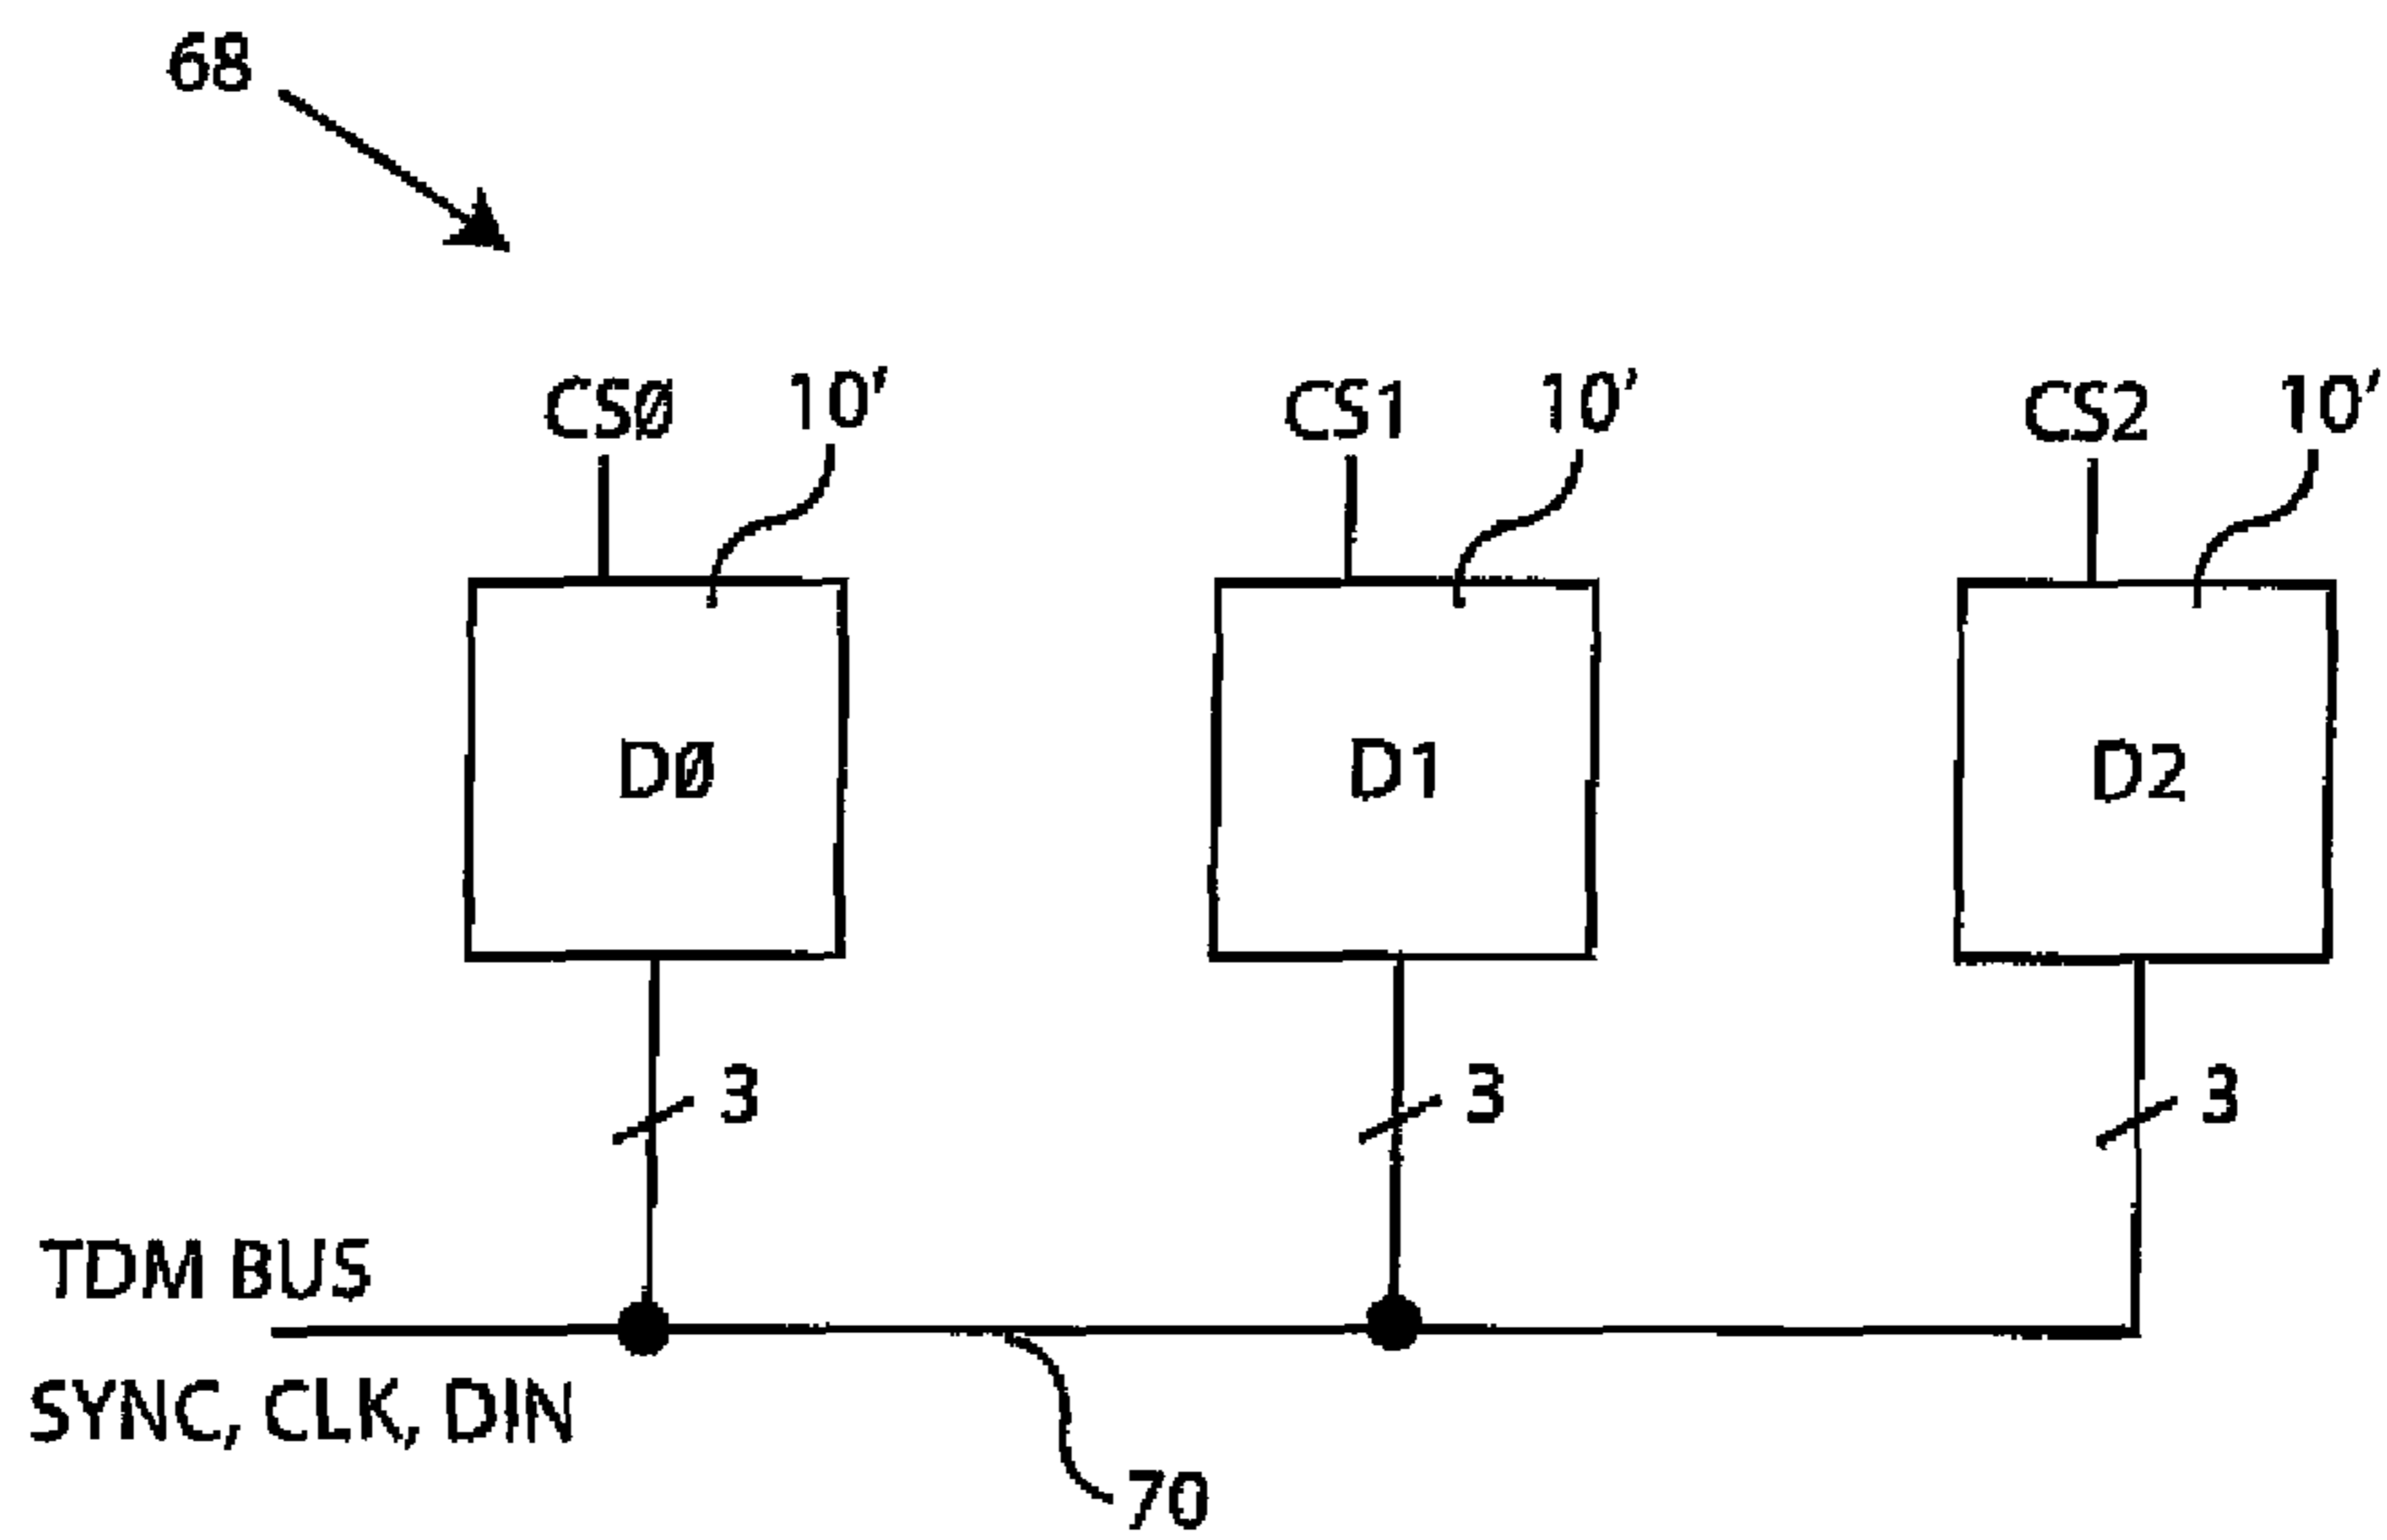 68
CSØ 10' CS1 10' CS2 10'
DØ D1 D2
3 3 3
TDM BUS
SYNC, CLK, DIN
70